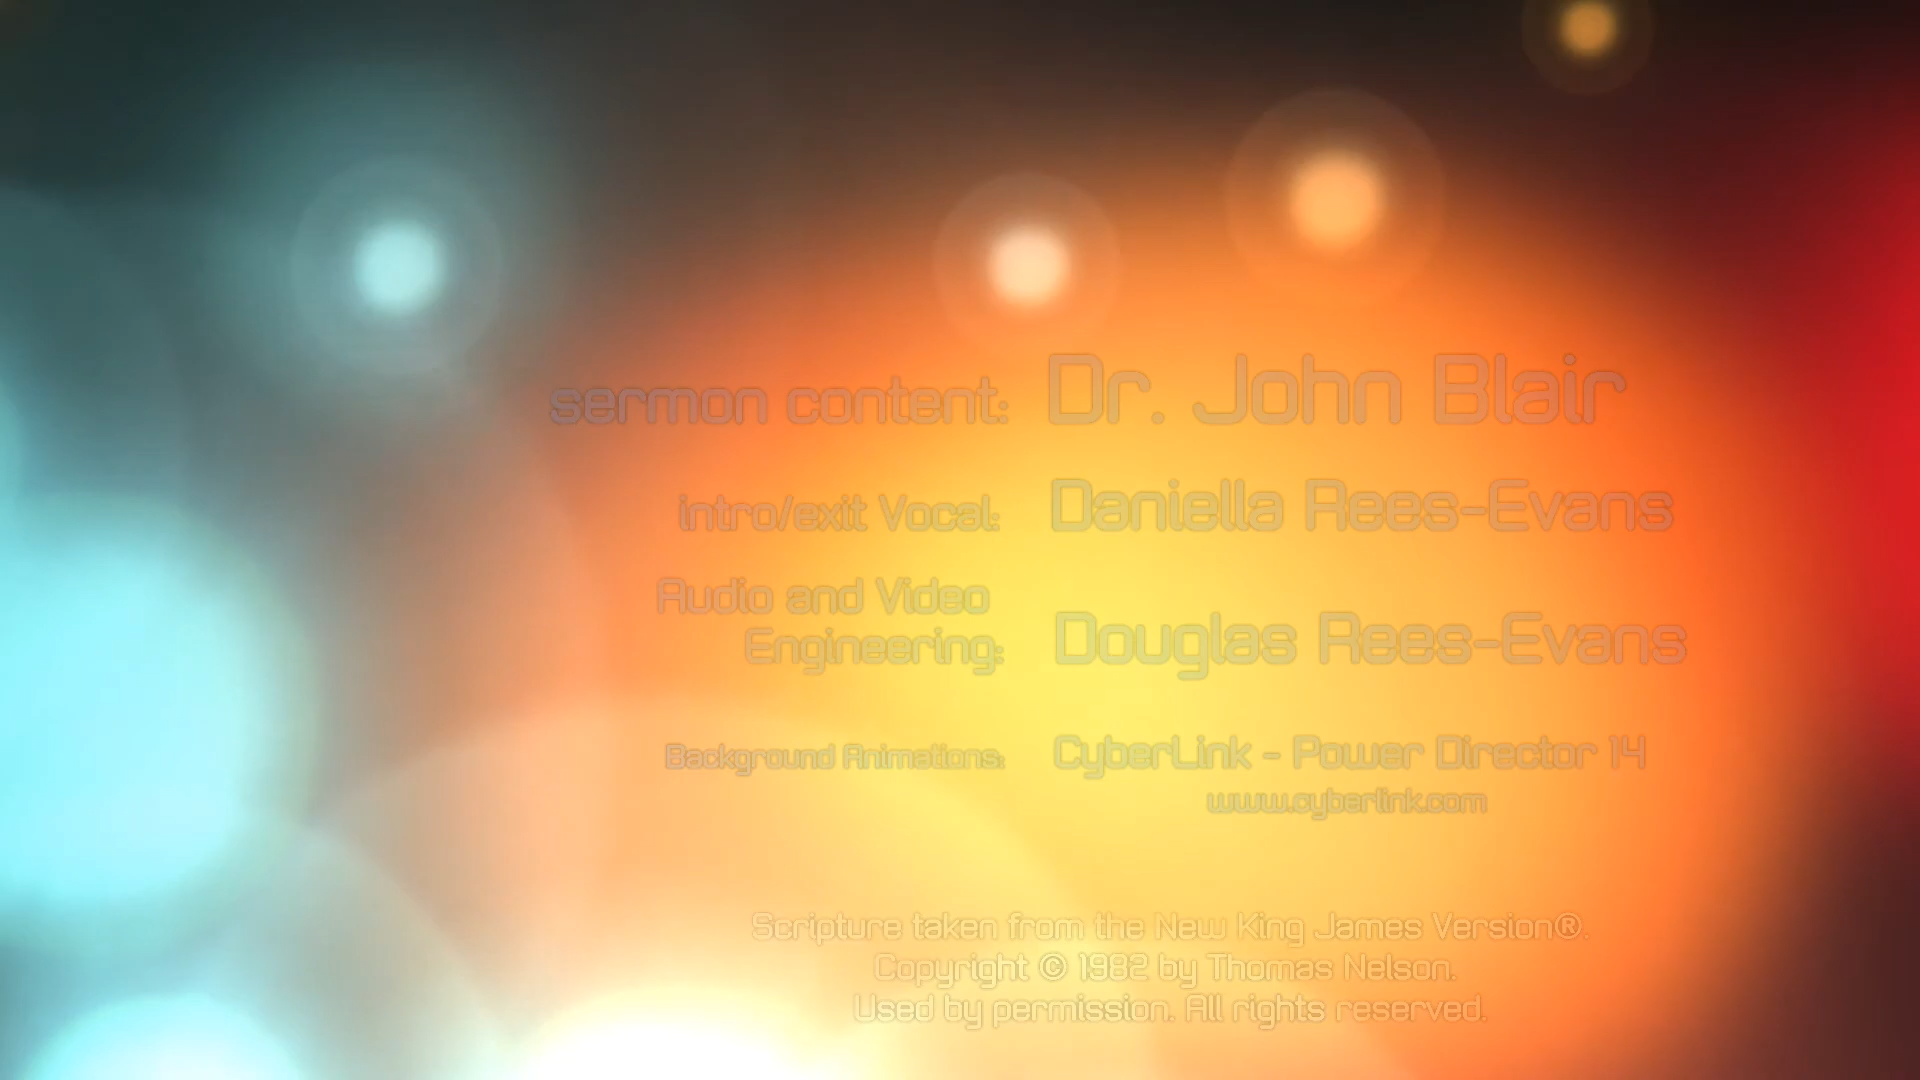 sermon content: Dr. John Blair
intro/exit Vocal: Daniella Rees-Evans
Audio and Video
Engineering: Douglas Rees-Evans
Background Animations: CyberLink - Power Director 14
www.cyberlink.com
Scripture taken from the New King James Version®.
Copyright © 1982 by Thomas Nelson.
Used by permission. All rights reserved.